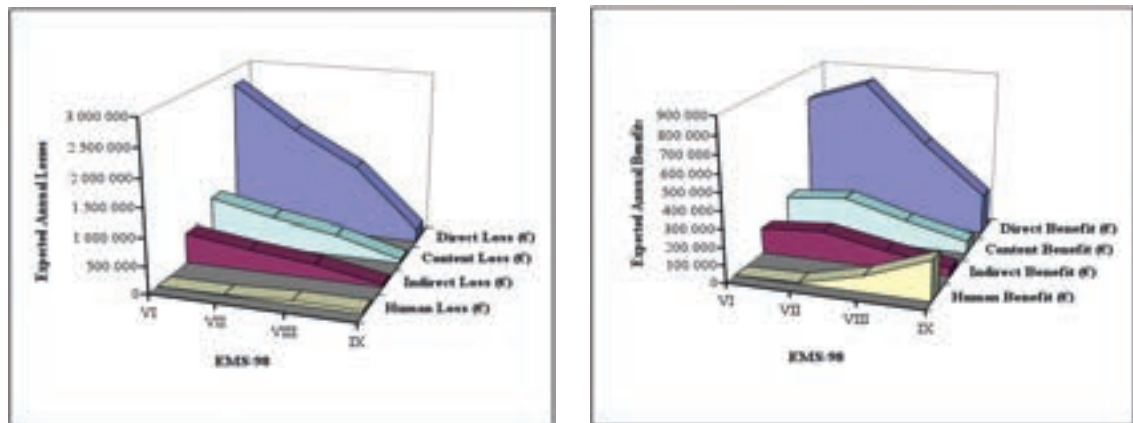 Expected Annual Losses
3 000 000
2 500 000
2 000 000
1 500 000
1 000 000
500 000
0
VI
VII
VIII
IX
EMS-98
Direct Loss (€)
Content Loss (€)
Indirect Loss (€)
Human Loss (€)
Expected Annual Benefit
900 000
800 000
700 000
600 000
500 000
400 000
300 000
200 000
100 000
0
VI
VII
VIII
IX
EMS-98
Direct Benefit (€)
Content Benefit (€)
Indirect Benefit (€)
Human Benefit (€)